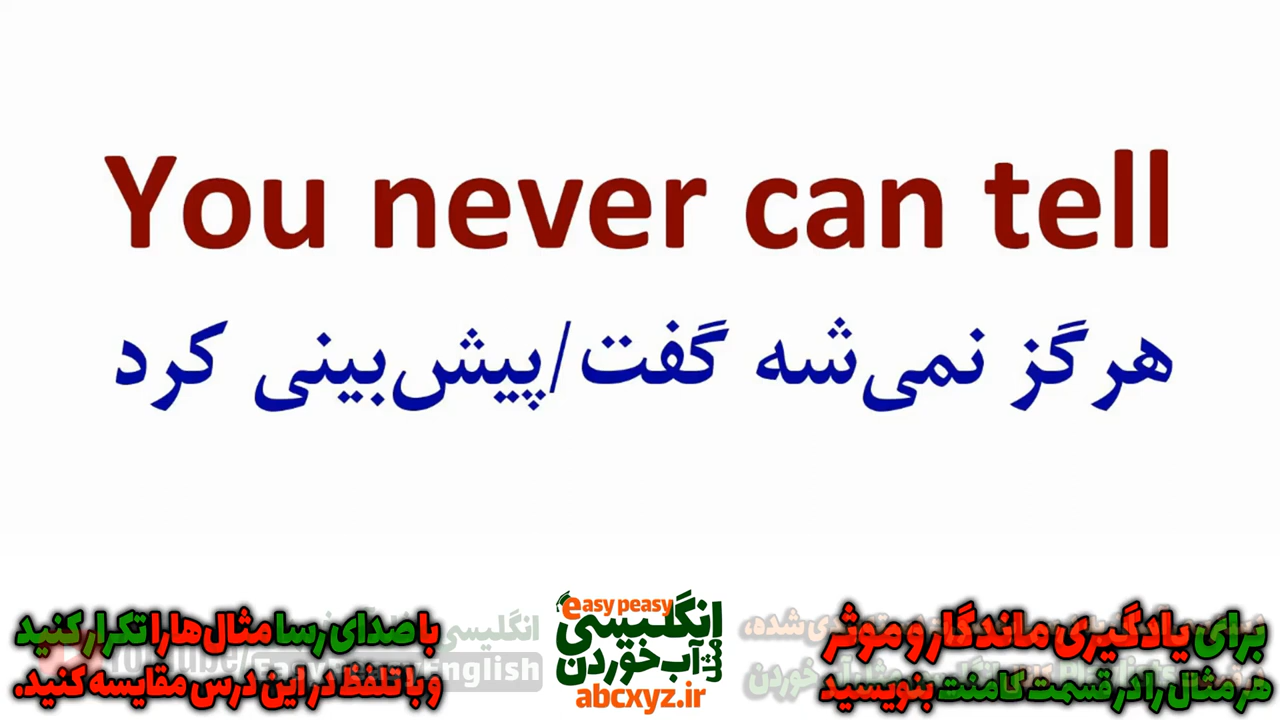 You never can tell
هرگز نمی‌شه گفت/پیش‌بینی کرد
برای یادگیری ماندگار و موثر
هر مثال را در قسمت کامنت بنویسید
easy peasy
انگلیسی
مثل آب خوردن
abcxyz.ir
با صدای رسا مثال‌ها را تکرار کنید
و با تلفظ در این درس مقایسه کنید.